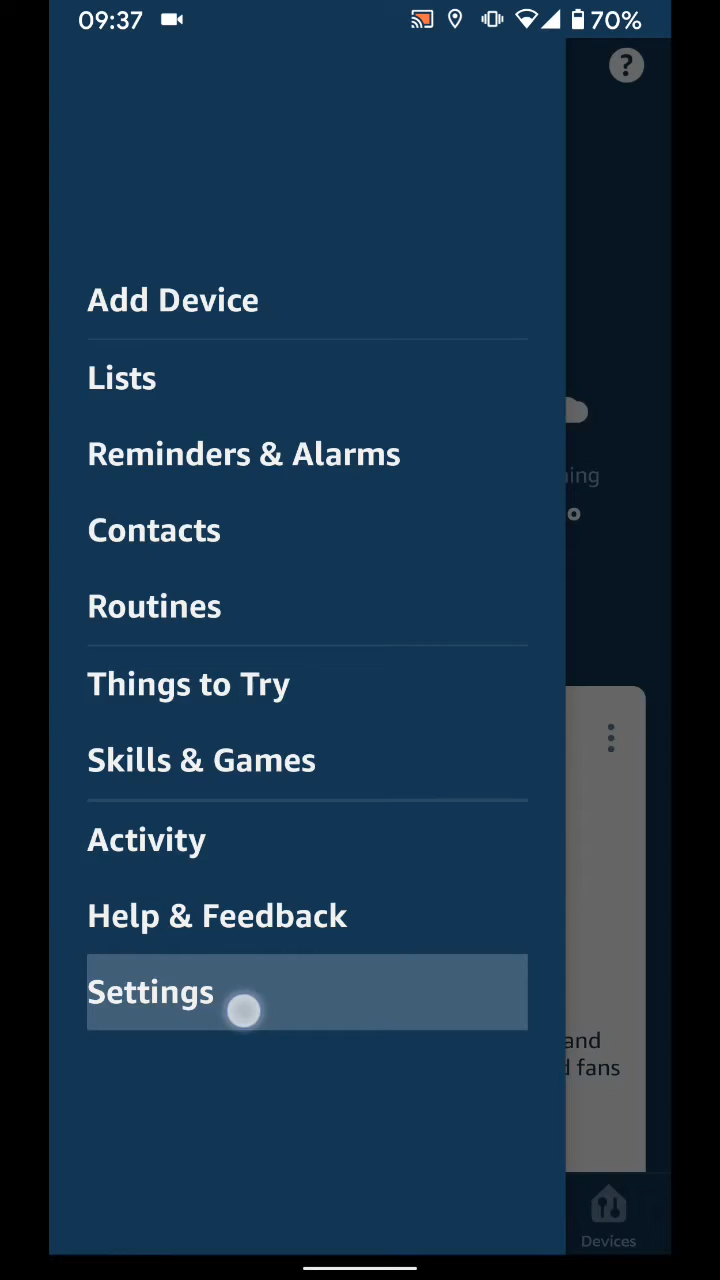 09:37
70%
?
Add Device
Lists
Reminders & Alarms
ing
Contacts
Routines
Things to Try
Skills & Games
Activity
Help & Feedback
Settings
and
fans
Devices